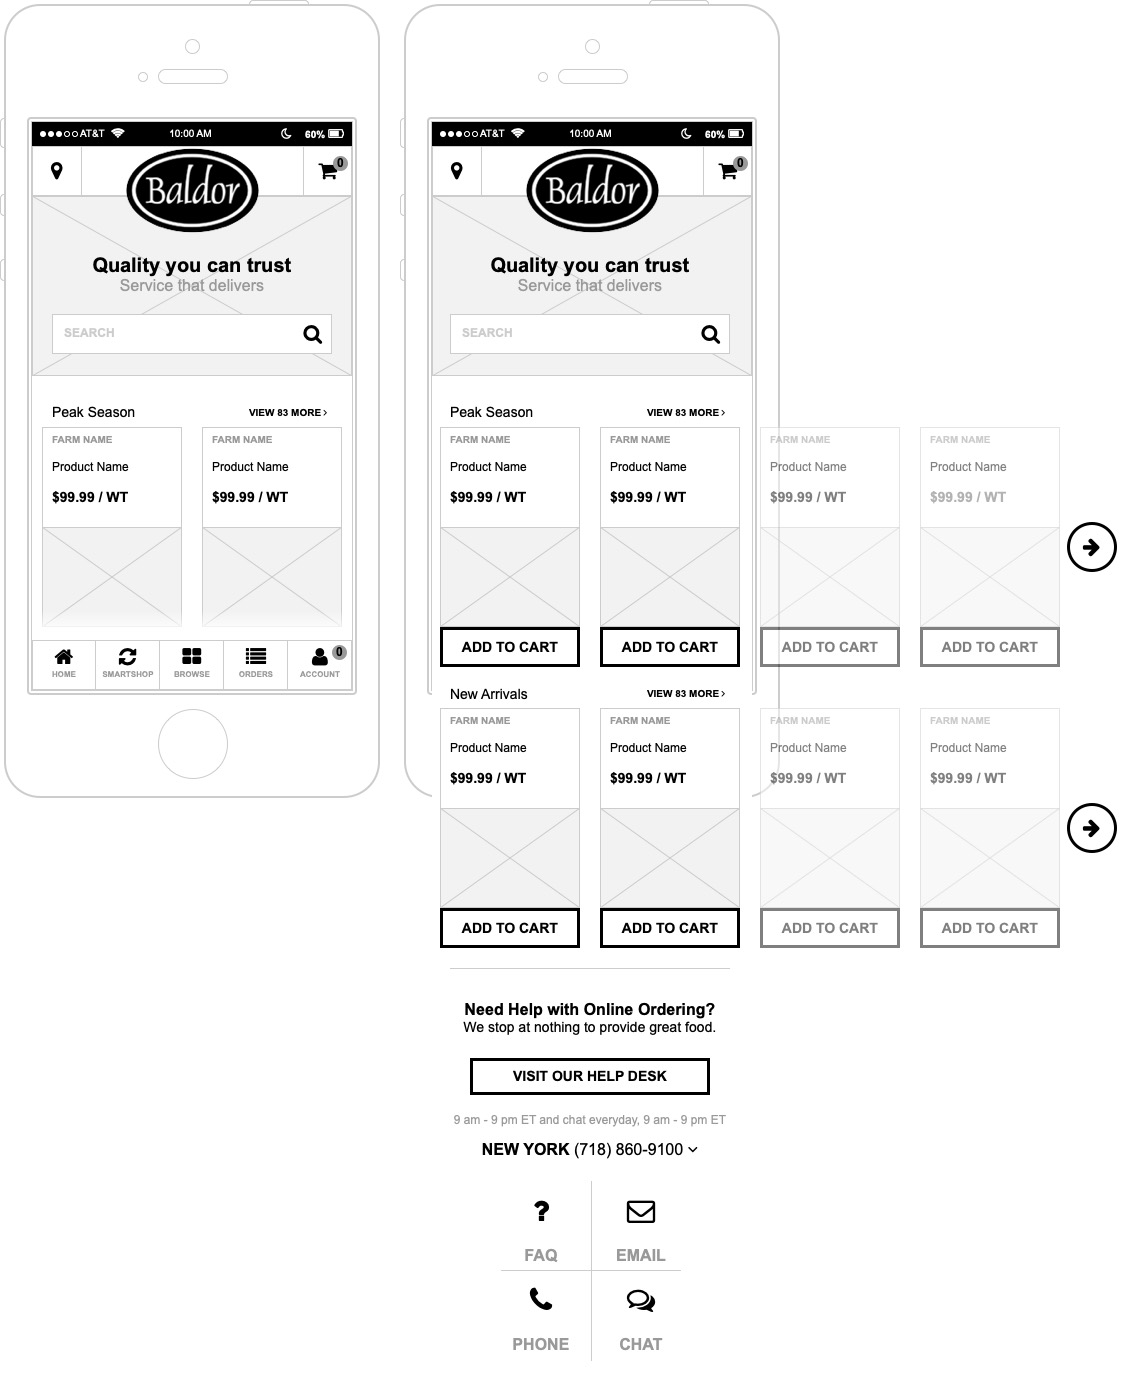 AT&T 10:00 AM 60%
0
Baldor
Quality you can trust
Service that delivers
SEARCH
Peak Season VIEW 83 MORE ›
FARM NAME FARM NAME
Product Name Product Name
$99.99 / WT $99.99 / WT
0
HOME SMARTSHOP BROWSE ORDERS ACCOUNT
AT&T 10:00 AM 60%
0
Baldor
Quality you can trust
Service that delivers
SEARCH
Peak Season VIEW 83 MORE ›
FARM NAME FARM NAME FARM NAME FARM NAME
Product Name Product Name Product Name Product Name
$99.99 / WT $99.99 / WT $99.99 / WT $99.99 / WT
ADD TO CART ADD TO CART ADD TO CART ADD TO CART
New Arrivals VIEW 83 MORE ›
FARM NAME FARM NAME FARM NAME FARM NAME
Product Name Product Name Product Name Product Name
$99.99 / WT $99.99 / WT $99.99 / WT $99.99 / WT
ADD TO CART ADD TO CART ADD TO CART ADD TO CART
Need Help with Online Ordering?
We stop at nothing to provide great food.
VISIT OUR HELP DESK
9 am - 9 pm ET and chat everyday, 9 am - 9 pm ET
NEW YORK (718) 860-9100
?
FAQ EMAIL
PHONE CHAT